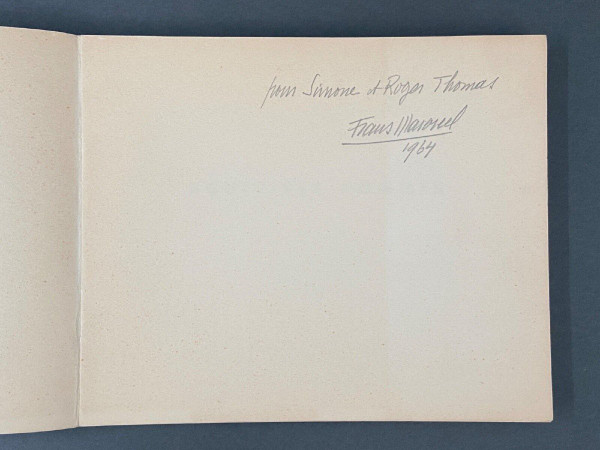 pour Simone et Roger Thomas
Frans Masereel
1964